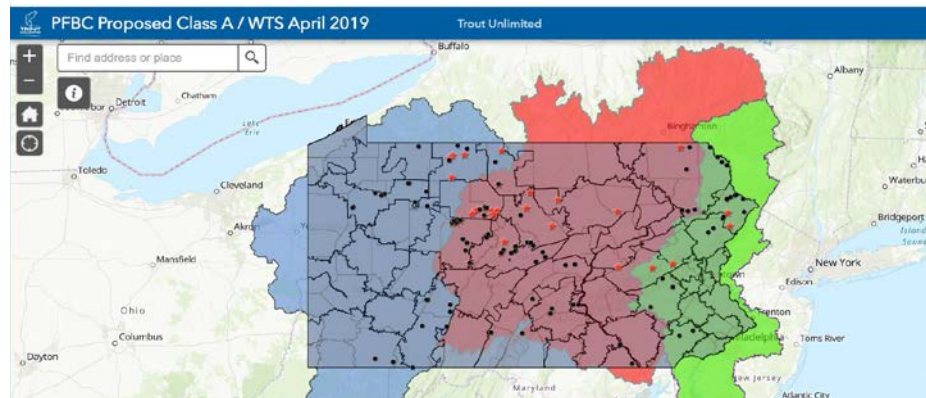 PFBC Proposed Class A / WTS April 2019
Trout Unlimited
TROUT
+
Find address or place
−
i
Buffalo
Albany
Chatham
Detroit
Lake
Erie
Binghamton
Toledo
Cleveland
Waterbu
Akron
Bridgeport
Mansfield
New York
Edison
Ohio
Trenton
Columbus
Toms River
Philadelphia
Dayton
Maryland
New Jersey
Atlantic City